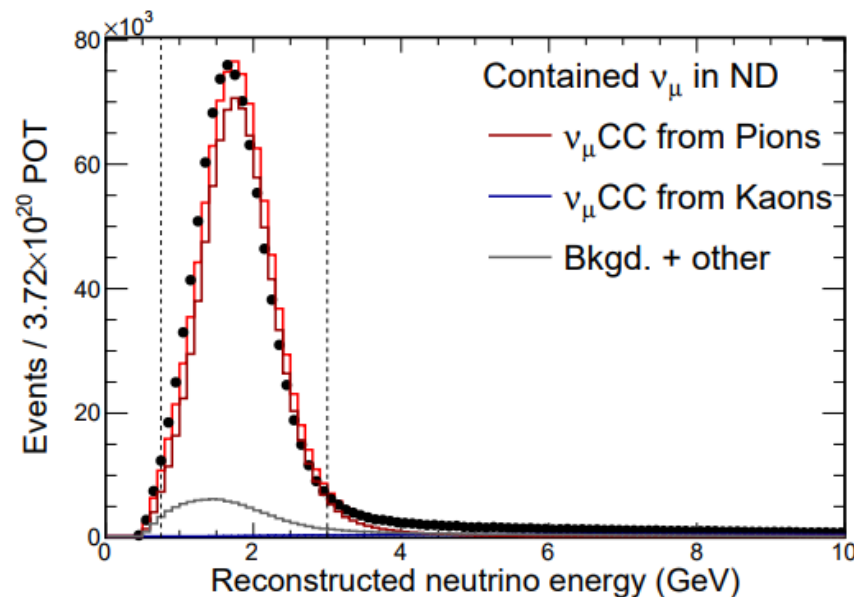 ×10³
80
60
40
20
0
Events / 3.72×10²⁰ POT
Contained νμ in ND
νμCC from Pions
νμCC from Kaons
Bkgd. + other
0 2 4 6 8 10
Reconstructed neutrino energy (GeV)